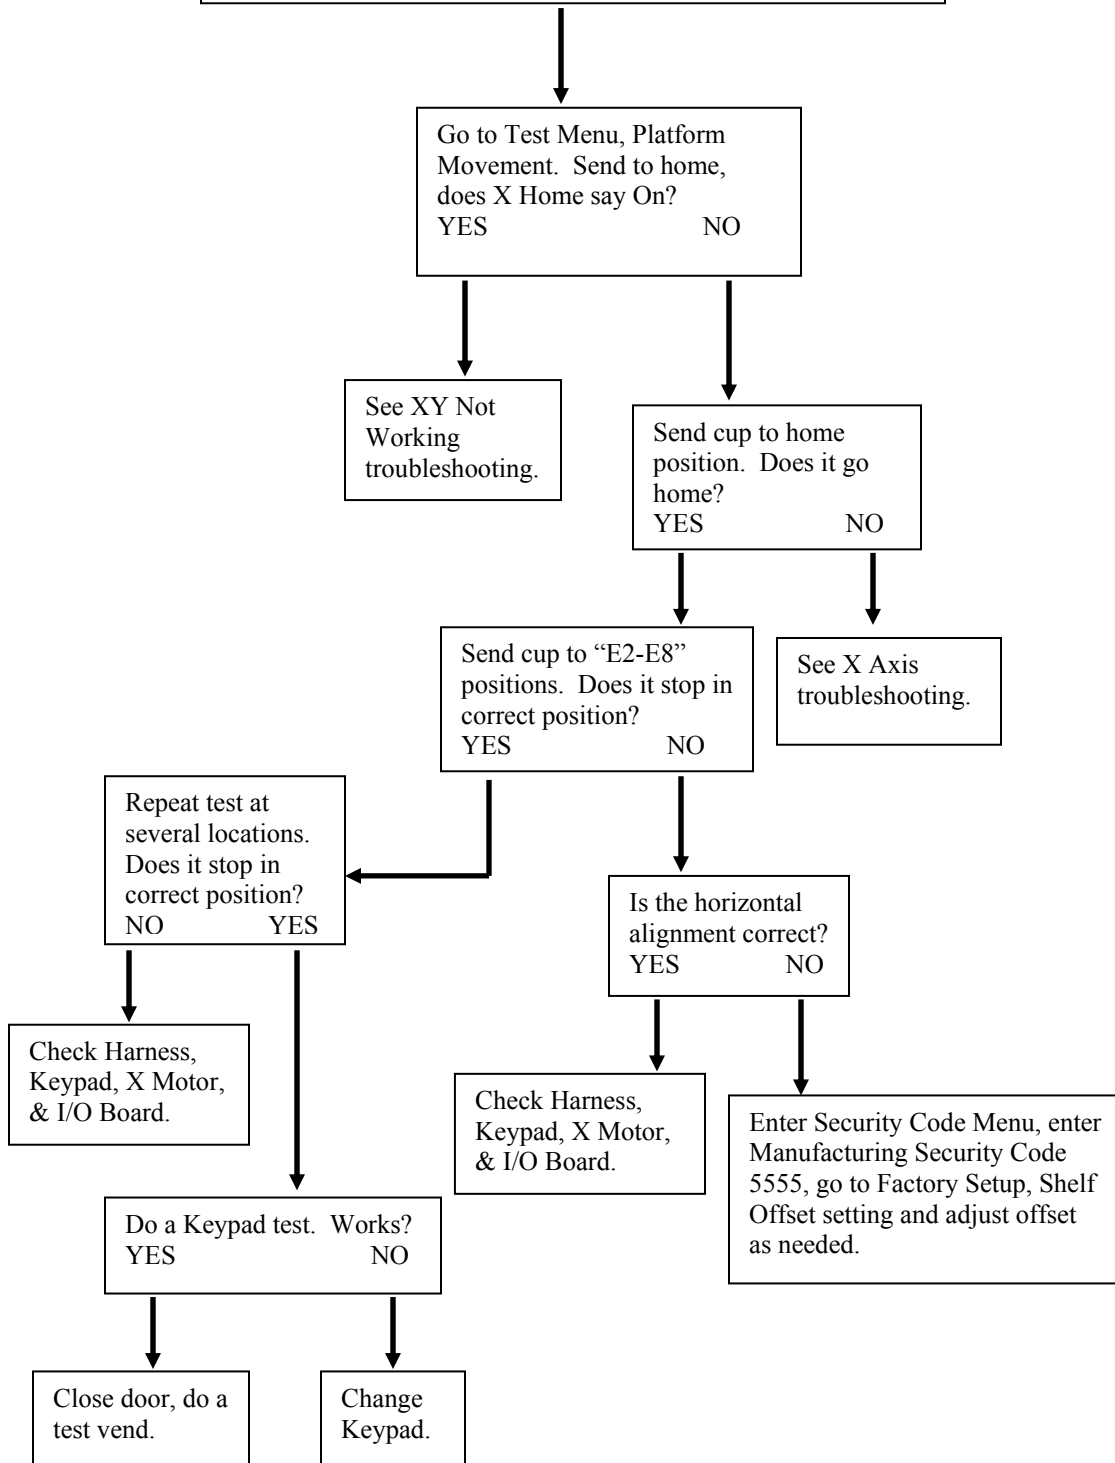 Go to Test Menu, Platform
Movement.  Send to home,
does X Home say On?
YES NO
See XY Not
Working
troubleshooting.
Send cup to home
position.  Does it go
home?
YES NO
Send cup to “E2-E8”
positions.  Does it stop in
correct position?
YES NO
See X Axis
troubleshooting.
Repeat test at
several locations.
Does it stop in
correct position?
NO YES
Is the horizontal
alignment correct?
YES NO
Check Harness,
Keypad, X Motor,
& I/O Board.
Check Harness,
Keypad, X Motor,
& I/O Board.
Enter Security Code Menu, enter
Manufacturing Security Code
5555, go to Factory Setup, Shelf
Offset setting and adjust offset
as needed.
Do a Keypad test.  Works?
YES NO
Close door, do a
test vend.
Change
Keypad.